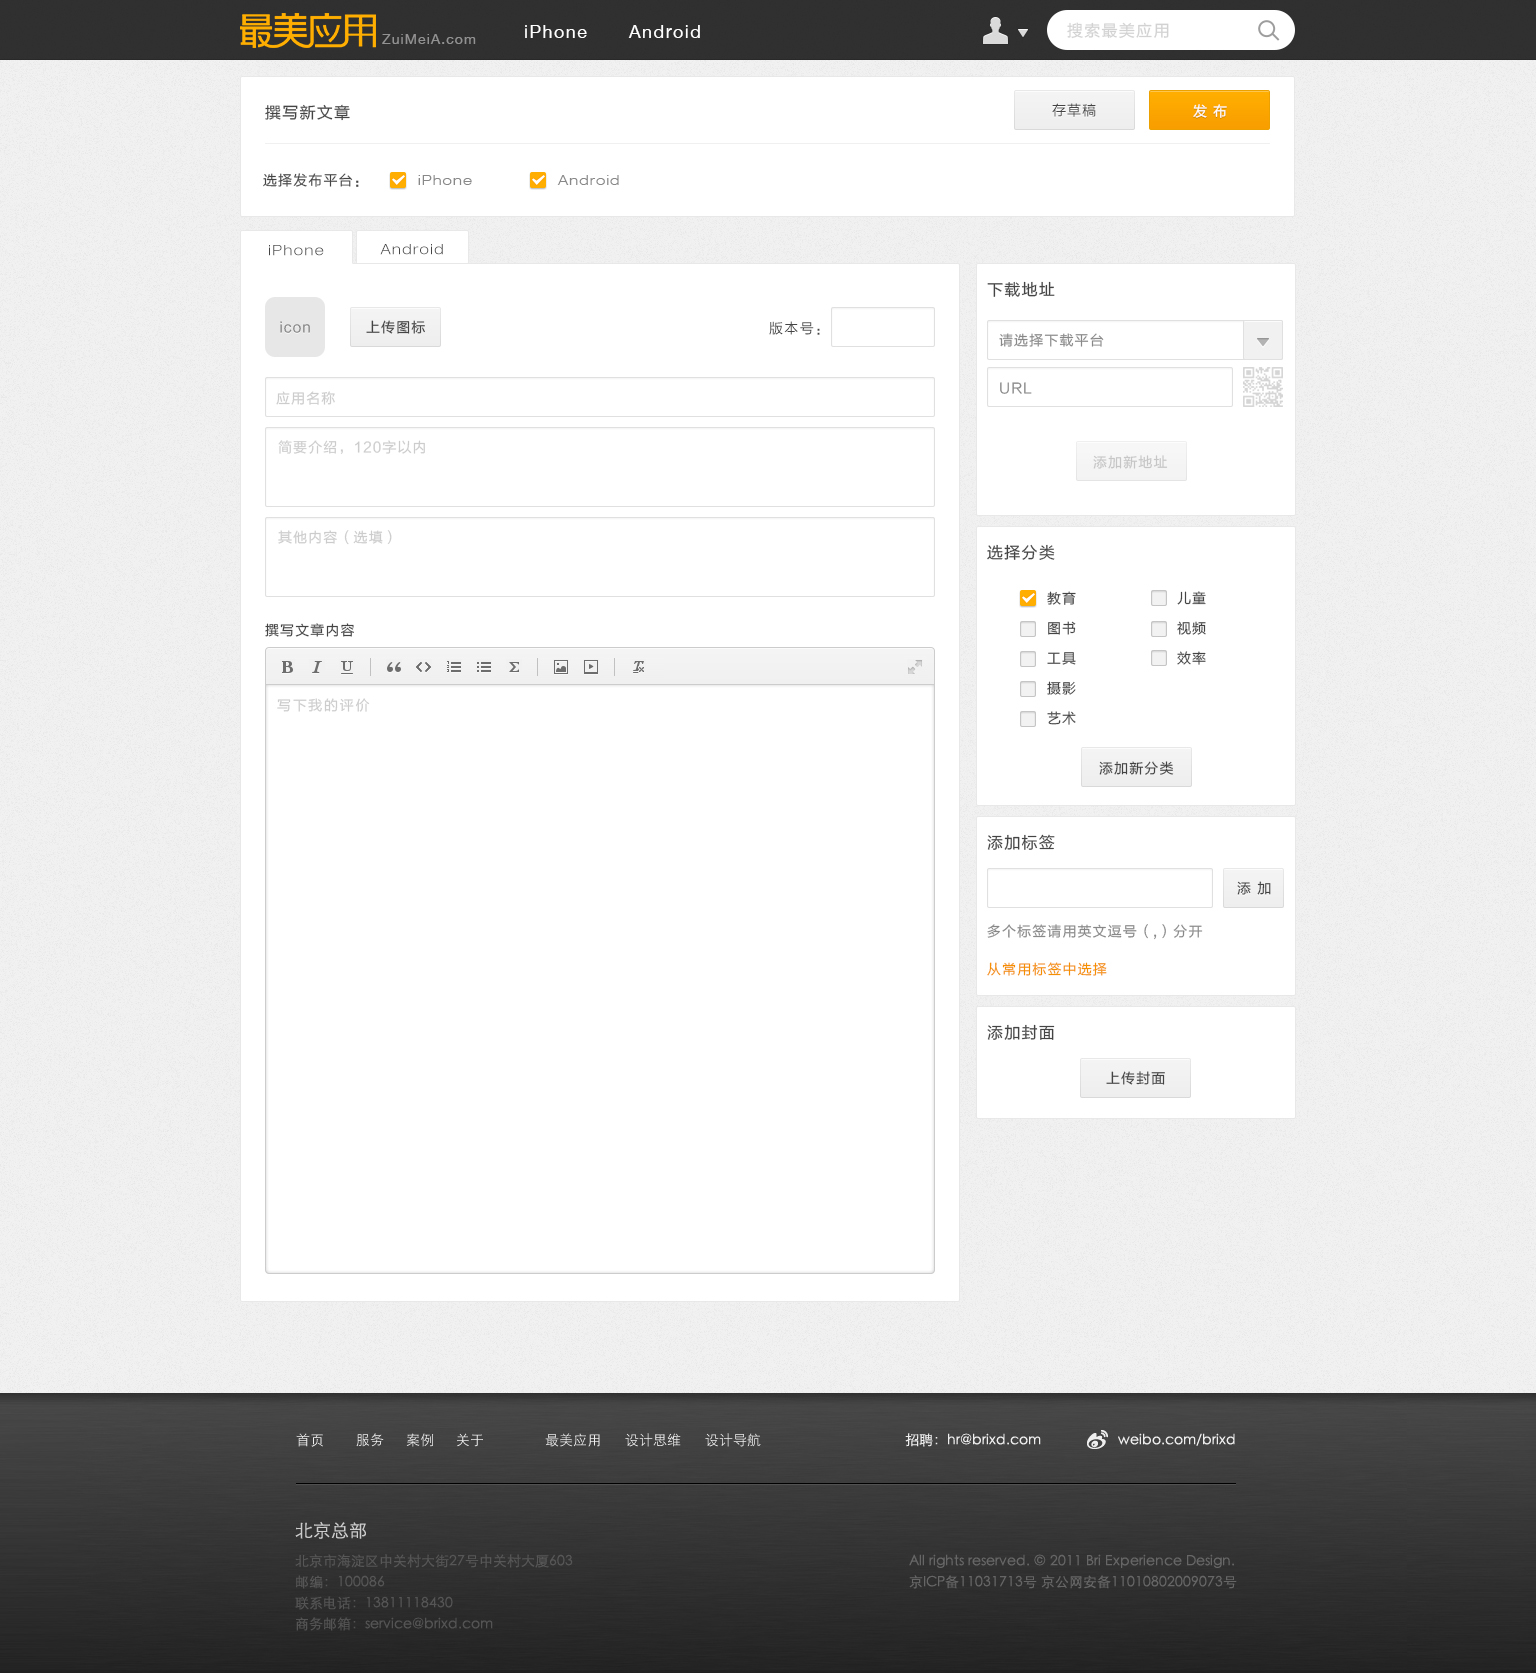 最美应用 ZuiMeiA.com iPhone Android 搜索最美应用
撰写新文章 存草稿 发 布
选择发布平台： iPhone Android
iPhone Android
icon 上传图标 版本号：
应用名称
简要介绍，120字以内
其他内容（选填）
撰写文章内容
B I U Σ
写下我的评价
下载地址
请选择下载平台
URL
添加新地址
选择分类
教育 儿童
图书 视频
工具 效率
摄影
艺术
添加新分类
添加标签
添 加
多个标签请用英文逗号（,）分开
从常用标签中选择
添加封面
上传封面
首页 服务 案例 关于 最美应用 设计思维 设计导航 招聘：hr@brixd.com weibo.com/brixd
北京总部
北京市海淀区中关村大街27号中关村大厦603
邮编：100086
联系电话：13811118430
商务邮箱：service@brixd.com
All rights reserved. © 2011 Bri Experience Design.
京ICP备11031713号 京公网安备11010802009073号